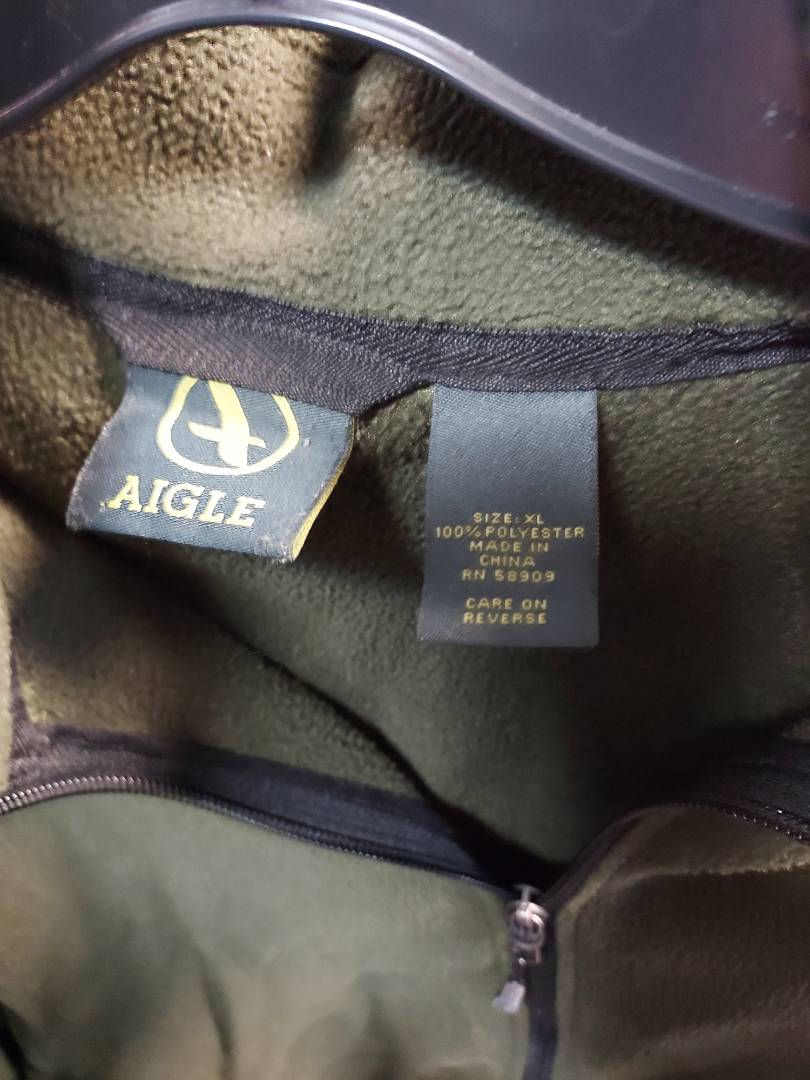 AIGLE
SIZE: XL
100% POLYESTER
MADE IN
CHINA
RN 58909
CARE ON
REVERSE